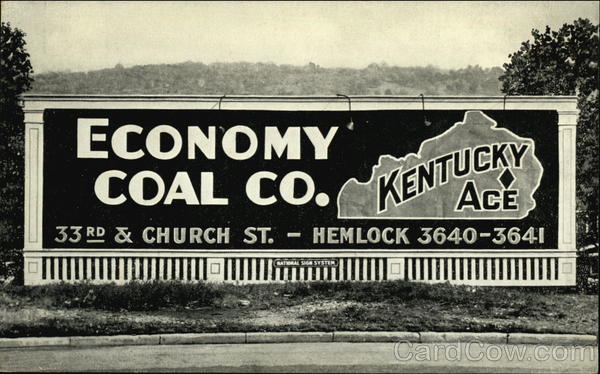 ECONOMY
COAL CO.
KENTUCKY
ACE
33RD & CHURCH ST. - HEMLOCK 3640-3641
NATIONAL SIGN SYSTEM
CardCow.com